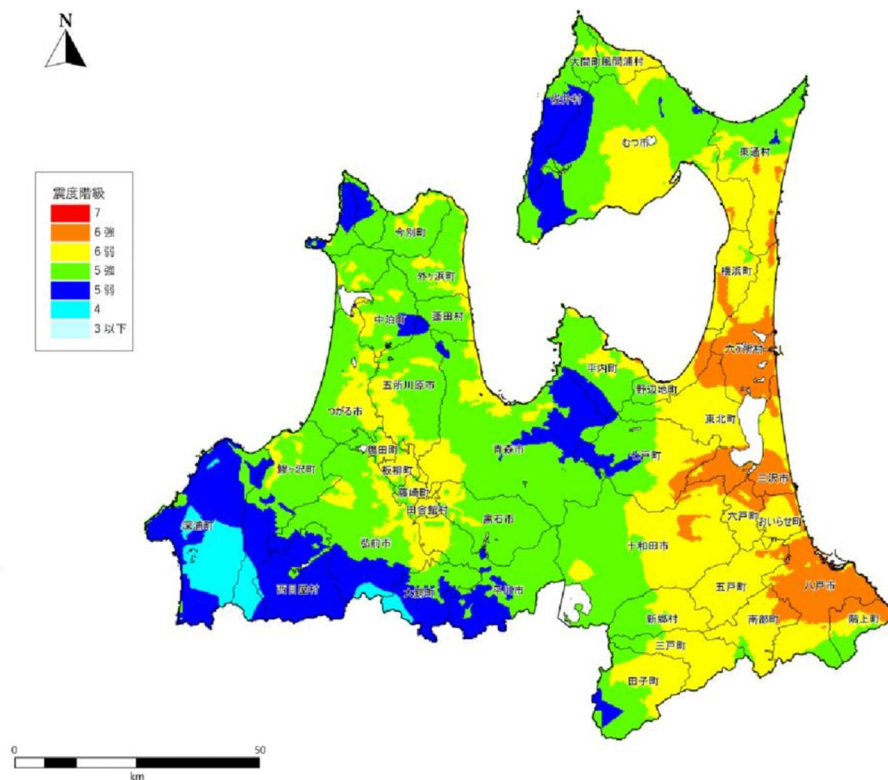 N
震度階級
7
6強
6弱
5強
5弱
4
3以下
大間町
風間浦村
佐井村
むつ市
東通村
今別町
外ヶ浜町
横浜町
中泊町
蓬田村
六ヶ所村
平内町
五所川原市
野辺地町
つがる市
東北町
青森市
鶴田町
七戸町
板柳町
鰺ヶ沢町
三沢市
藤崎町
田舎館村
六戸町
おいらせ町
深浦町
黒石市
弘前市
十和田市
西目屋村
大鰐町
平川市
五戸町
八戸市
新郷村
南部町
階上町
三戸町
田子町
0
50
km